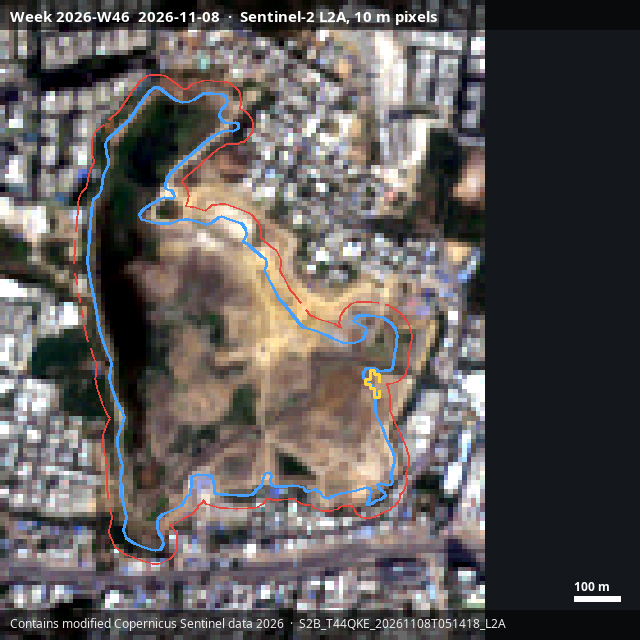 Week 2026-W46 2026-11-08 · Sentinel-2 L2A, 10 m pixels
100 m
Contains modified Copernicus Sentinel data 2026 · S2B_T44QKE_20261108T051418_L2A